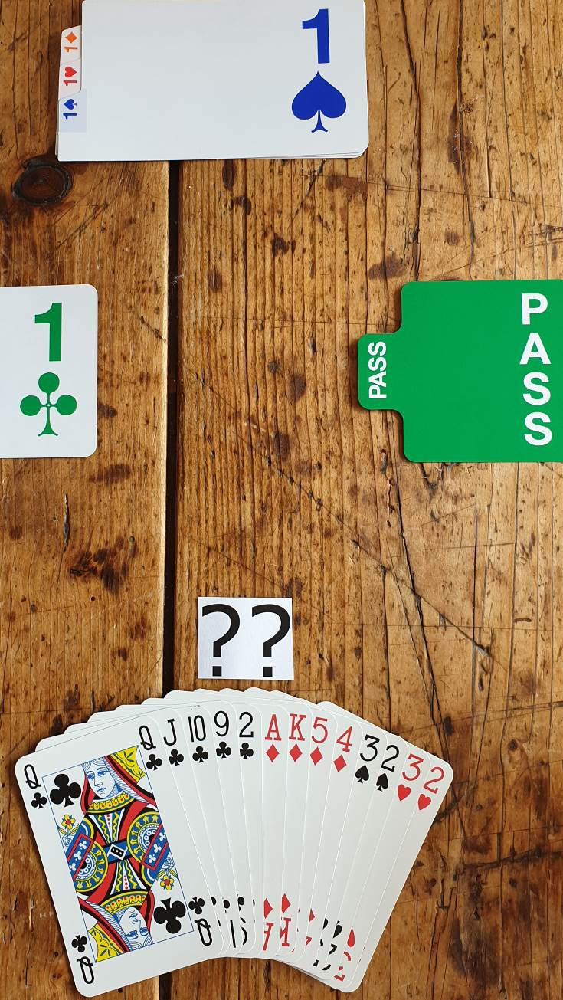 1
♠
1♦
1♥
1♠
1
♣
PASS
PASS
??
Q J 10 9 2 A K 5 4 3 2 3 2
♣ ♣ ♣ ♣ ♣ ♦ ♦ ♦ ♦ ♠ ♠ ♥ ♥
Q
♣
Q